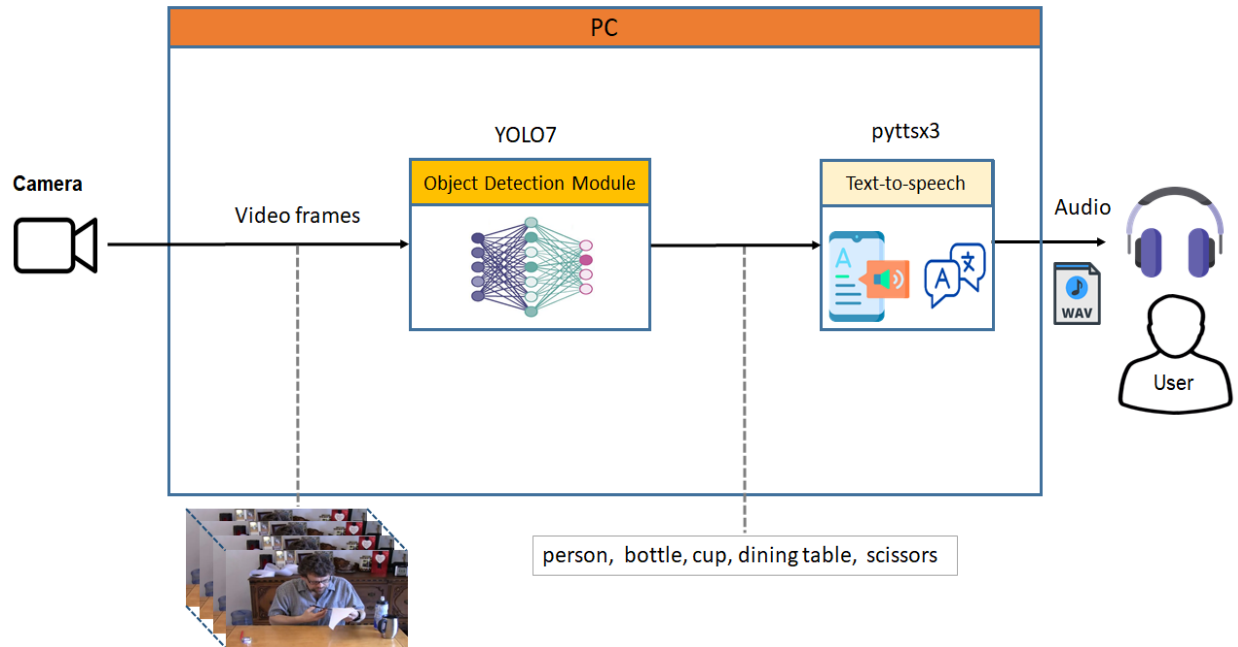 PC
YOLO7
pyttsx3
Camera
Object Detection Module
Text-to-speech
Video frames
Audio
A
A 文
WAV
User
person, bottle, cup, dining table, scissors